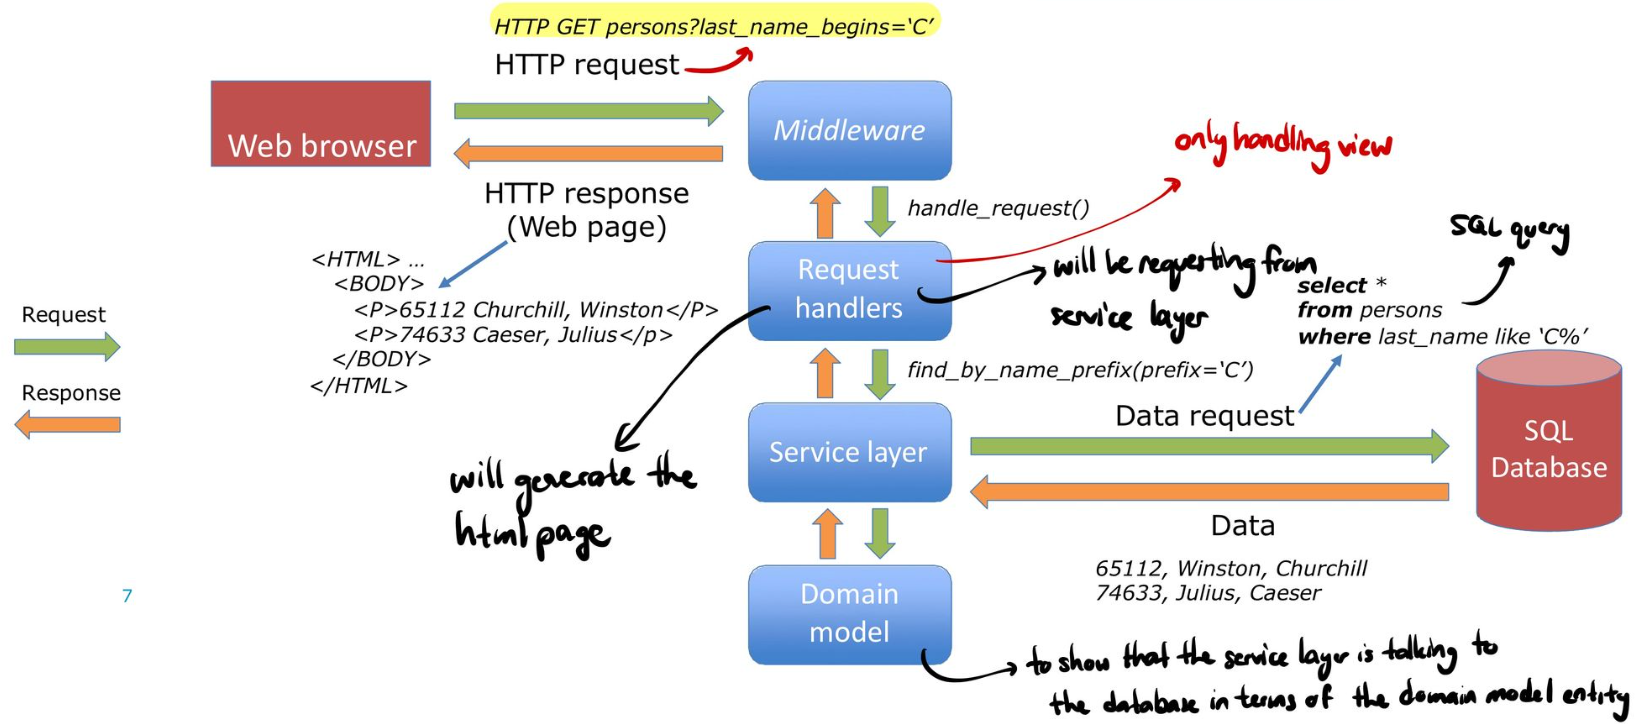 HTTP GET persons?last_name_begins=‘C’
HTTP request
Web browser
Middleware
only handling view
HTTP response
(Web page)
handle_request()
SQL query
<HTML> ...
<BODY>
<P>65112 Churchill, Winston</P>
<P>74633 Caeser, Julius</p>
</BODY>
</HTML>
Request
handlers
will be requesting from
service layer
select *
from persons
where last_name like ‘C%’
Request
Response
find_by_name_prefix(prefix=‘C’)
Data request
Service layer
SQL
Database
will generate the
html page
Data
65112, Winston, Churchill
74633, Julius, Caeser
7
Domain
model
to show that the service layer is talking to
the database in terms of the domain model entity